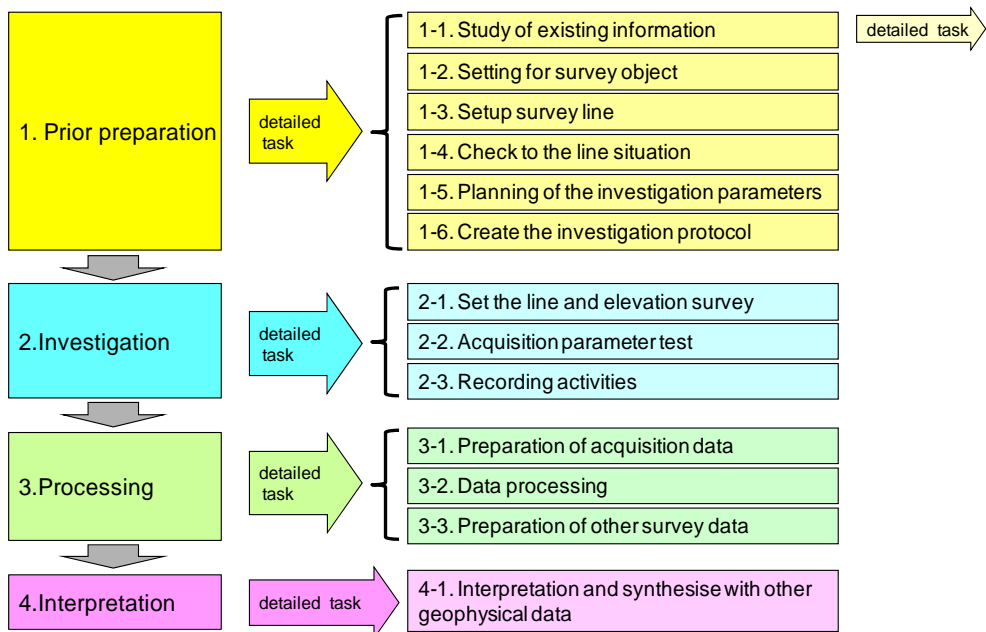 1. Prior preparation
detailed
task
1-1. Study of existing information
detailed task
1-2. Setting for survey object
1-3. Setup survey line
1-4. Check to the line situation
1-5. Planning of the investigation parameters
1-6. Create the investigation protocol
2.Investigation
detailed
task
2-1. Set the line and elevation survey
2-2. Acquisition parameter test
2-3. Recording activities
3.Processing
detailed
task
3-1. Preparation of acquisition data
3-2. Data processing
3-3. Preparation of other survey data
4.Interpretation
detailed task
4-1. Interpretation and synthesise with other
geophysical data